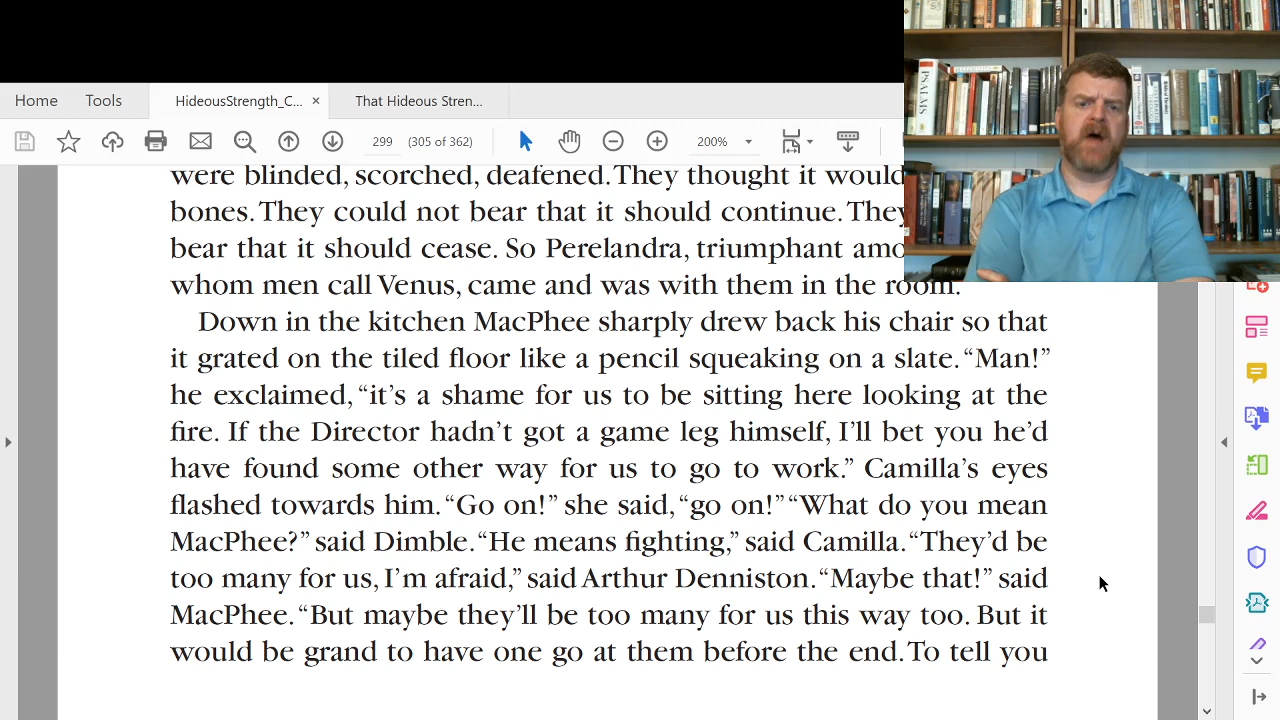 Home
Tools
HideousStrength_C...
That Hideous Stren...
299
(305 of 362)
200%
PSALMS
were blinded, scorched, deafened. They thought it would
bones. They could not bear that it should continue. They
bear that it should cease. So Perelandra, triumphant amo
whom men call Venus, came and was with them in the room.
Down in the kitchen MacPhee sharply drew back his chair so that
it grated on the tiled floor like a pencil squeaking on a slate. “Man!”
he exclaimed, “it’s a shame for us to be sitting here looking at the
fire. If the Director hadn’t got a game leg himself, I’ll bet you he’d
have found some other way for us to go to work.” Camilla’s eyes
flashed towards him. “Go on!” she said, “go on!” “What do you mean
MacPhee?” said Dimble. “He means fighting,” said Camilla. “They’d be
too many for us, I’m afraid,” said Arthur Denniston. “Maybe that!” said
MacPhee. “But maybe they’ll be too many for us this way too. But it
would be grand to have one go at them before the end. To tell you